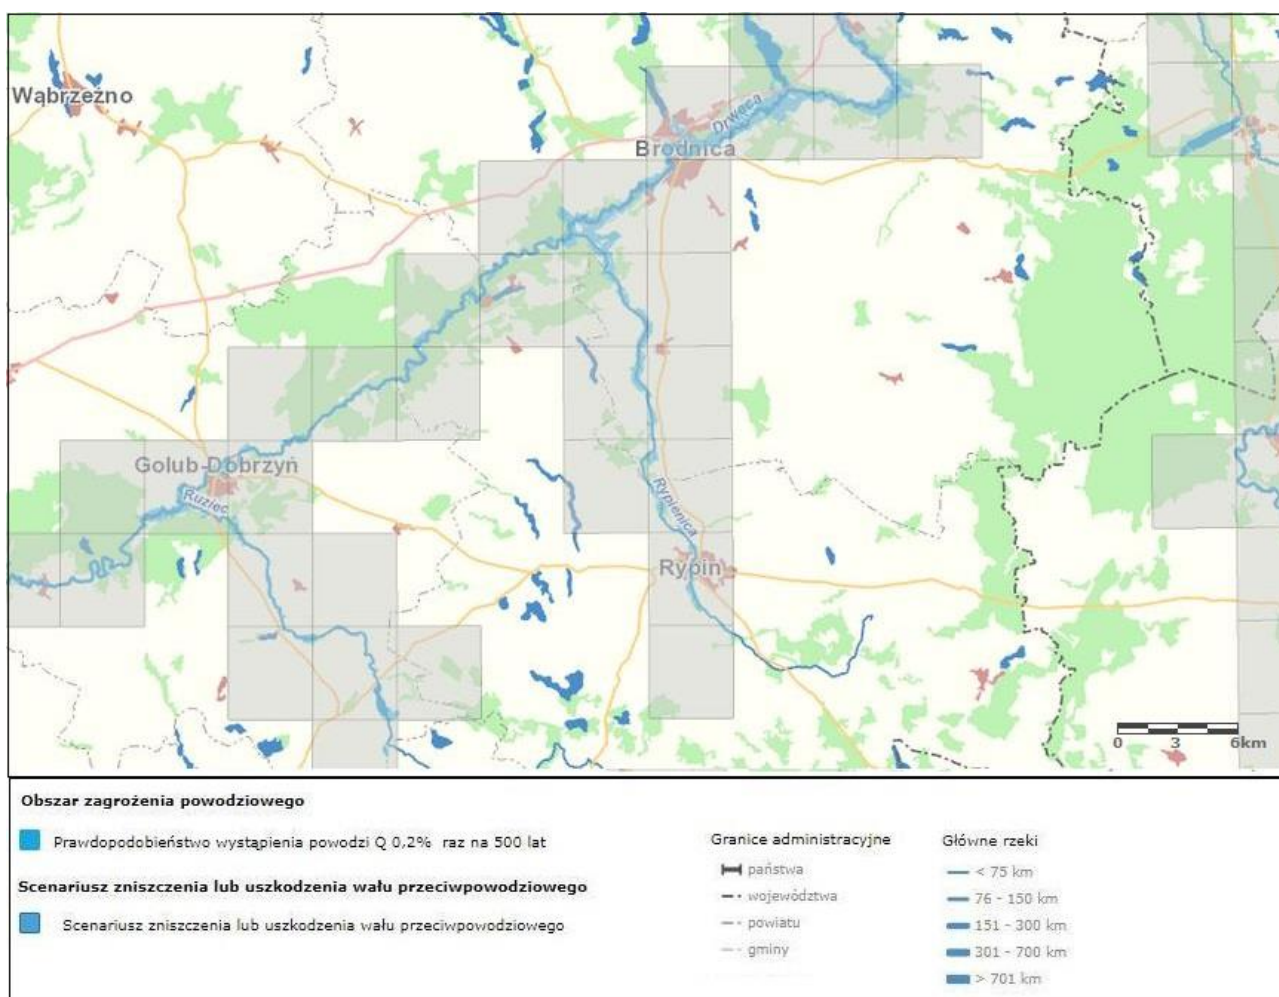 Wąbrzeźno
Drwęca
Brodnica
Golub-Dobrzyń
Ruziec
Rypienica
Rypin
0 3 6km
Obszar zagrożenia powodziowego
Prawdopodobieństwo wystąpienia powodzi Q 0,2% raz na 500 lat
Scenariusz zniszczenia lub uszkodzenia wału przeciwpowodziowego
Scenariusz zniszczenia lub uszkodzenia wału przeciwpowodziowego
Granice administracyjne
państwa
województwa
powiatu
gminy
Główne rzeki
< 75 km
76 - 150 km
151 - 300 km
301 - 700 km
> 701 km